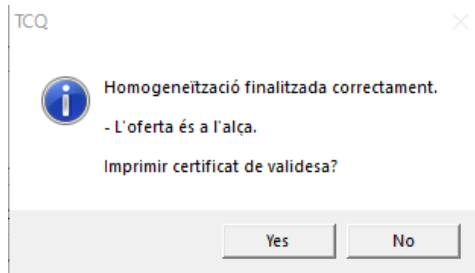 TCQ
Homogeneïtzació finalitzada correctament.
- L'oferta és a l'alça.
Imprimir certificat de validesa?
Yes
No